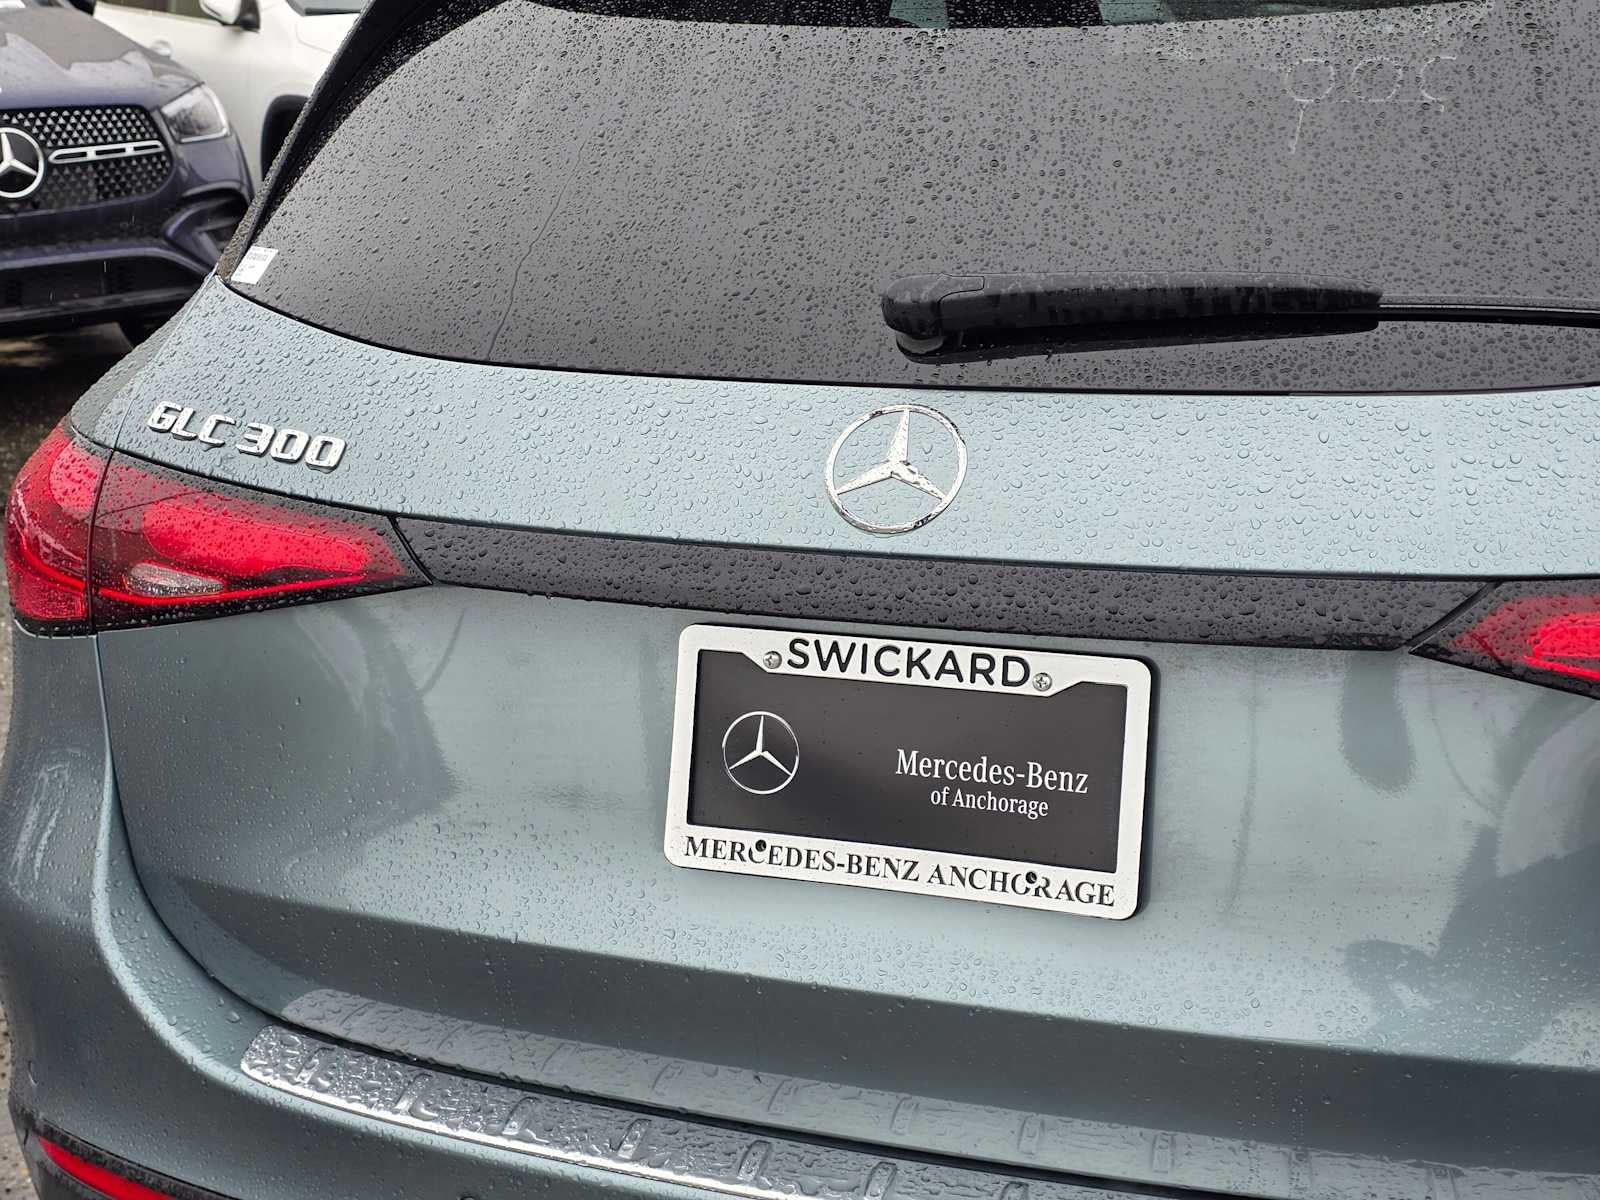 GLC 300
SWICKARD
Mercedes-Benz
of Anchorage
MERCEDES-BENZ ANCHORAGE